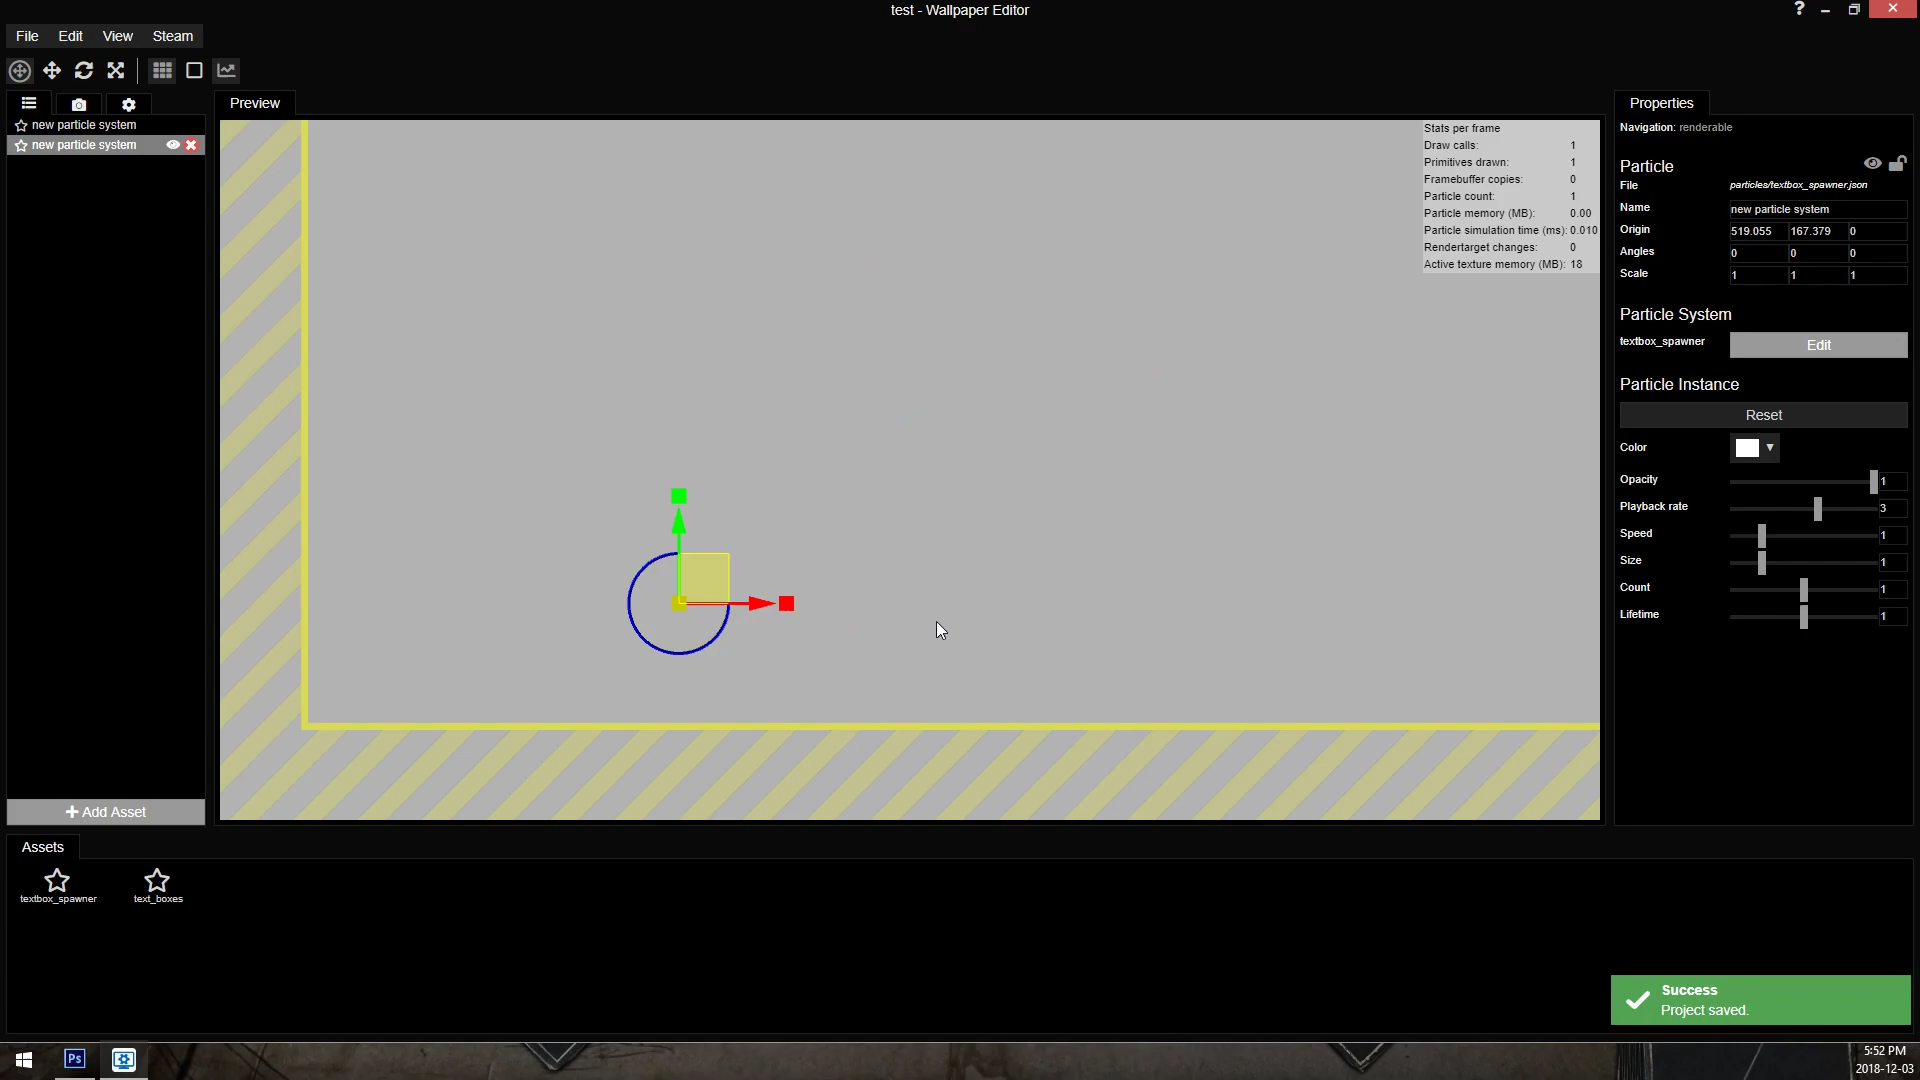 test - Wallpaper Editor
?
File Edit View Steam
Preview
Properties
new particle system
new particle system
Stats per frame
Draw calls: 1
Primitives drawn: 1
Framebuffer copies: 0
Particle count: 1
Particle memory (MB): 0.00
Particle simulation time (ms): 0.010
Rendertarget changes: 0
Active texture memory (MB): 18
Navigation: renderable
Particle
File particles/textbox_spawner.json
Name new particle system
Origin 519.055 167.379 0
Angles 0 0 0
Scale 1 1 1
Particle System
textbox_spawner Edit
Particle Instance
Reset
Color
Opacity 1
Playback rate 3
Speed 1
Size 1
Count 1
Lifetime 1
Add Asset
Assets
textbox_spawner text_boxes
Success
Project saved.
Ps
5:52 PM
2018-12-03